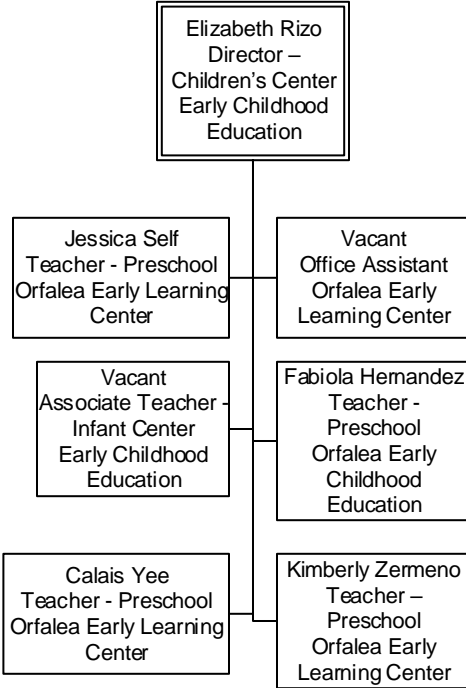 Elizabeth Rizo
Director –
Children's Center
Early Childhood
Education
Jessica Self
Teacher - Preschool
Orfalea Early Learning
Center
Vacant
Office Assistant
Orfalea Early
Learning Center
Vacant
Associate Teacher -
Infant Center
Early Childhood
Education
Fabiola Hernandez
Teacher -
Preschool
Orfalea Early
Childhood
Education
Calais Yee
Teacher - Preschool
Orfalea Early Learning
Center
Kimberly Zermeno
Teacher –
Preschool
Orfalea Early
Learning Center